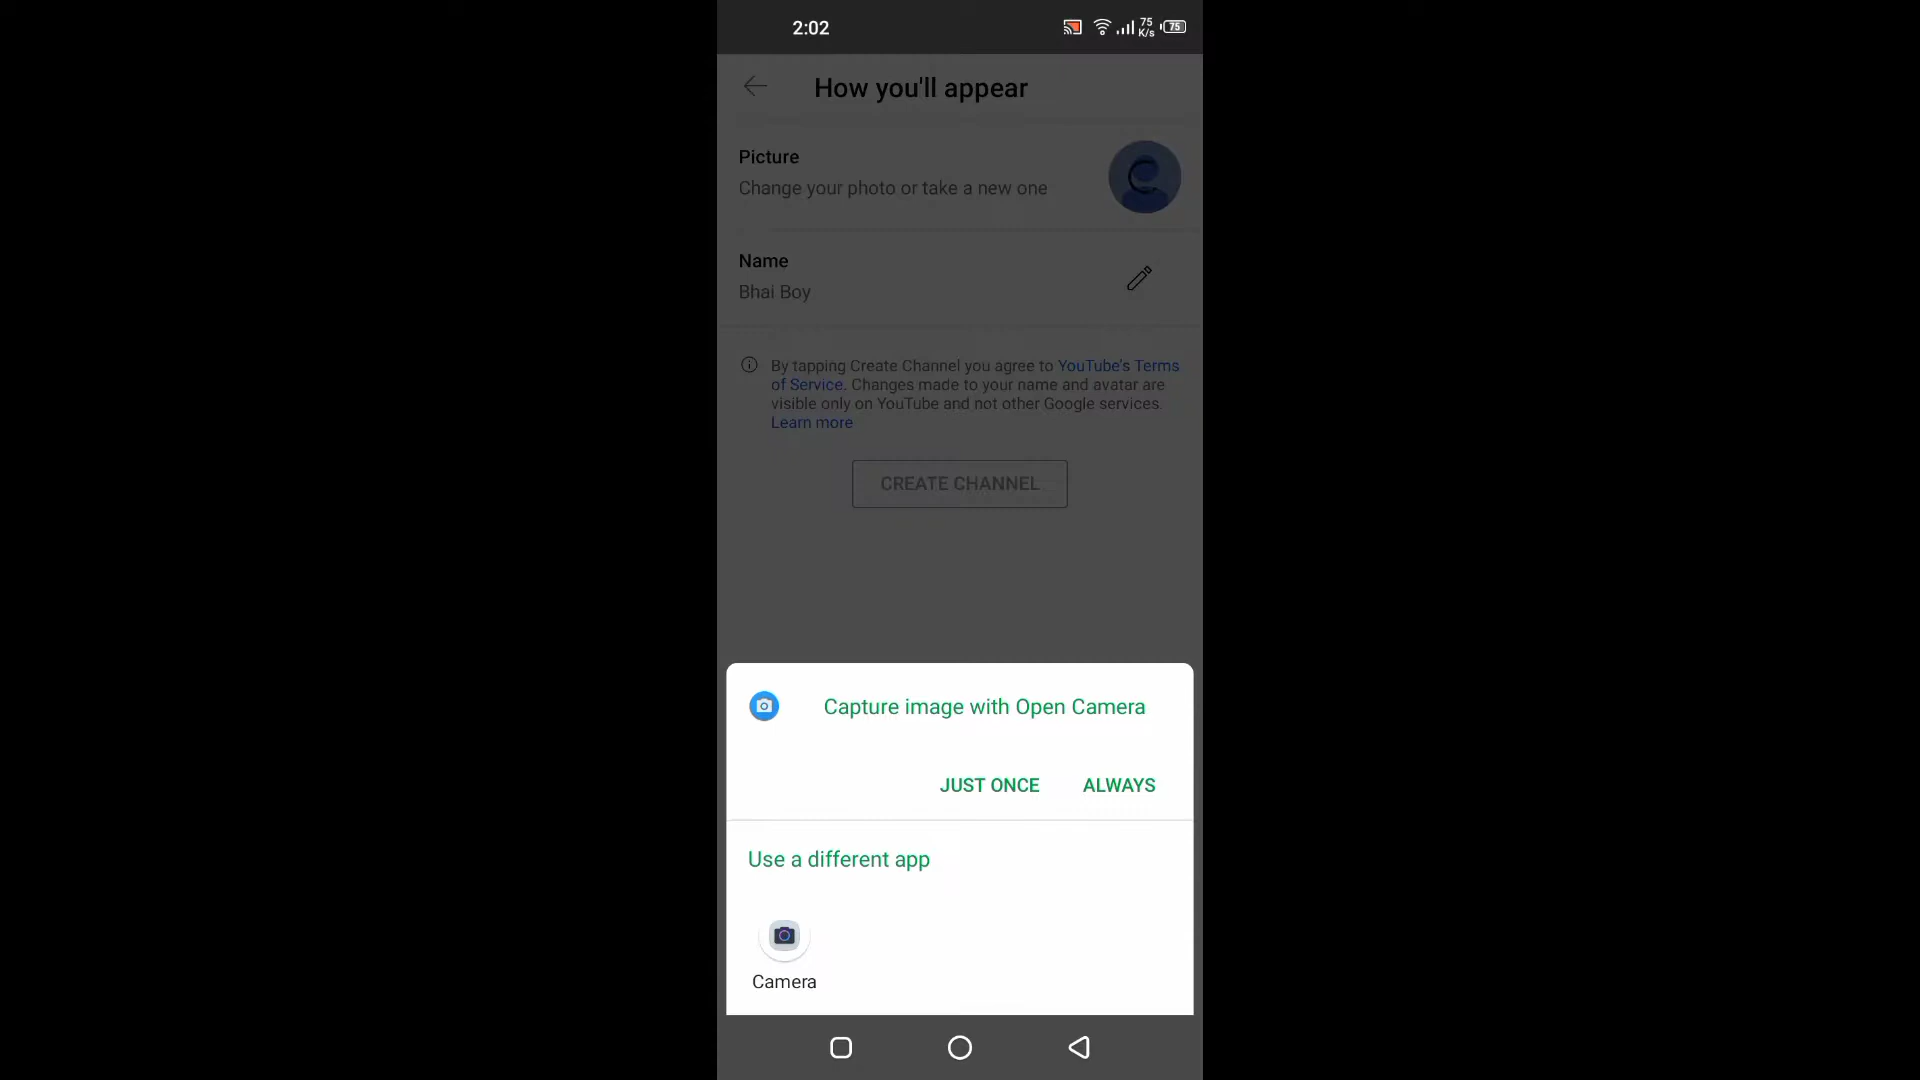 2:02
75
K/s
75
How you'll appear
Picture
Change your photo or take a new one
Name
Bhai Boy
By tapping Create Channel you agree to YouTube's Terms
of Service. Changes made to your name and avatar are
visible only on YouTube and not other Google services.
Learn more
CREATE CHANNEL
Capture image with Open Camera
JUST ONCE ALWAYS
Use a different app
Camera